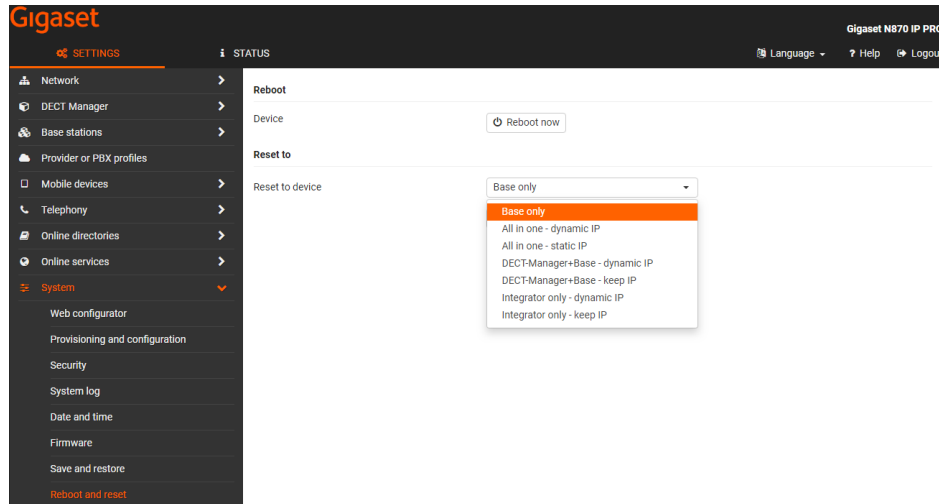 Gigaset
Gigaset N870 IP PRO
SETTINGS
STATUS
Language
? Help
Logou
Network
DECT Manager
Base stations
Provider or PBX profiles
Mobile devices
Telephony
Online directories
Online services
System
Web configurator
Provisioning and configuration
Security
System log
Date and time
Firmware
Save and restore
Reboot and reset
Reboot
Device
Reboot now
Reset to
Reset to device
Base only
Base only
All in one - dynamic IP
All in one - static IP
DECT-Manager+Base - dynamic IP
DECT-Manager+Base - keep IP
Integrator only - dynamic IP
Integrator only - keep IP